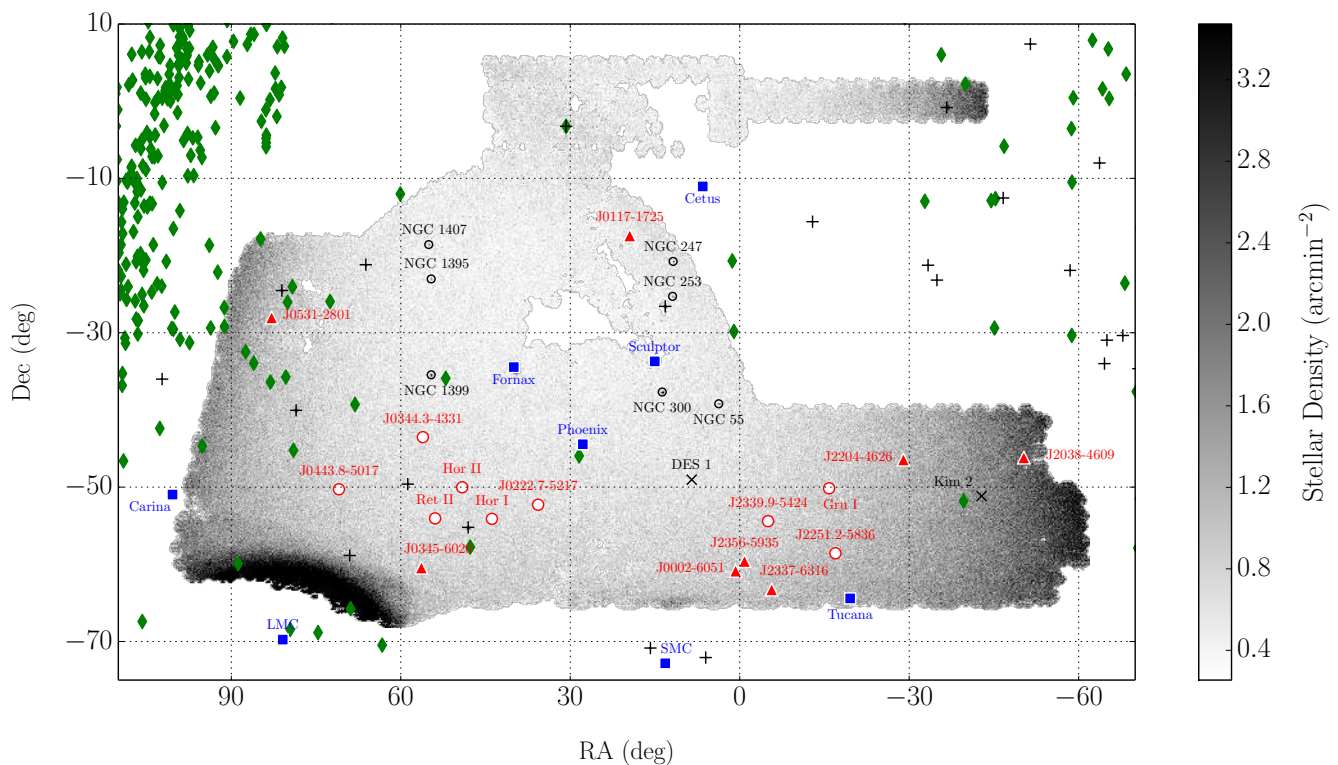 10
−10
−30
−50
−70
90
60
30
0
−30
−60
RA (deg)
Dec (deg)
Cetus
J0117-1725
NGC 1407
NGC 247
NGC 1395
NGC 253
J0531-2801
Sculptor
Fornax
NGC 1399
NGC 300
NGC 55
J0344.3-4331
Phoenix
J2204-4626
J2038-4609
J0443.8-5017
Hor II
DES 1
Kim 2
J0222.7-5217
Carina
Ret II
Hor I
J2339.9-5424
Gru I
J2251.2-5836
J2356-5935
J0002-6051
J2337-6316
Tucana
LMC
SMC
3.2
2.8
2.4
2.0
1.6
1.2
0.8
0.4
Stellar Density (arcmin−2)